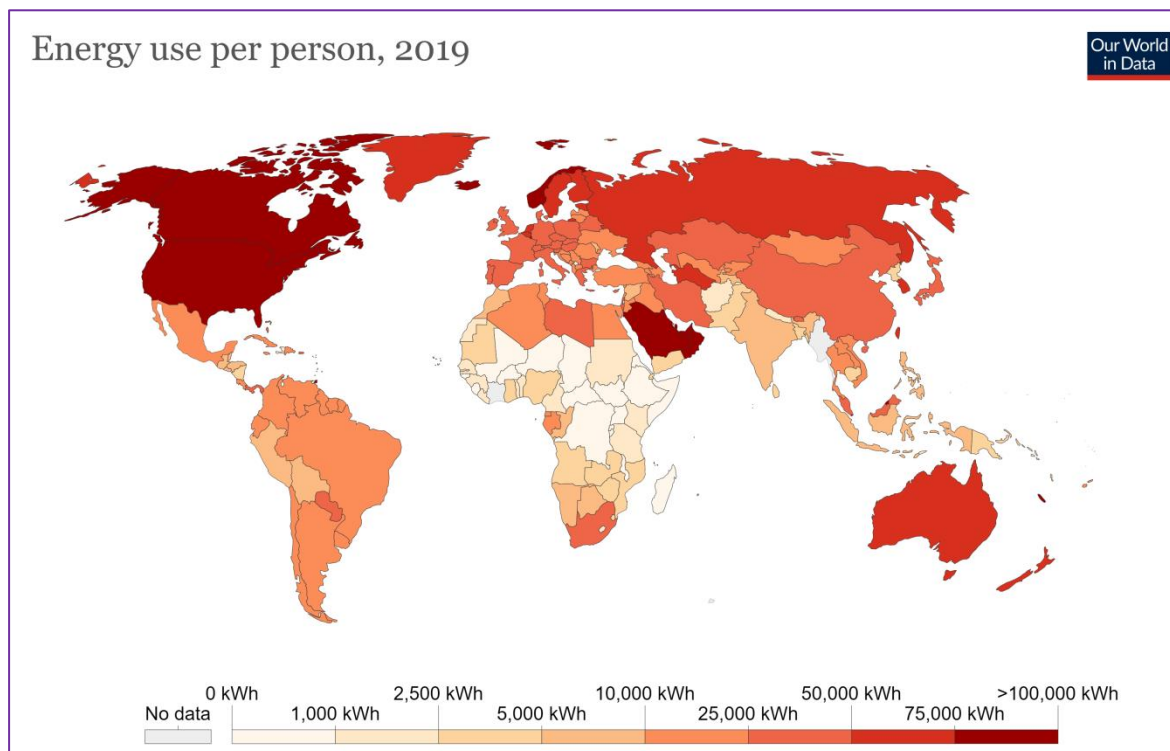 Energy use per person, 2019
Our World
in Data
0 kWh 2,500 kWh 10,000 kWh 50,000 kWh >100,000 kWh
No data 1,000 kWh 5,000 kWh 25,000 kWh 75,000 kWh